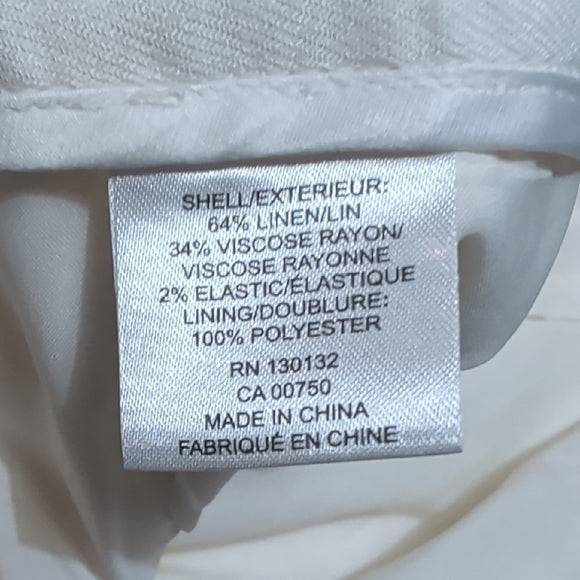 SHELL/EXTERIEUR:
64% LINEN/LIN
34% VISCOSE RAYON/
VISCOSE RAYONNE
2% ELASTIC/ÉLASTIQUE
LINING/DOUBLURE:
100% POLYESTER
RN 130132
CA 00750
MADE IN CHINA
FABRIQUÉ EN CHINE